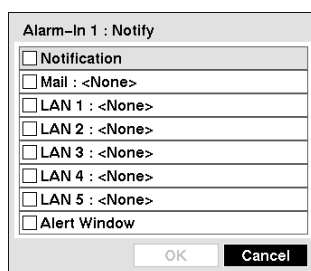 Alarm-In 1 : Notify
Notification
Mail : <None>
LAN 1 : <None>
LAN 2 : <None>
LAN 3 : <None>
LAN 4 : <None>
LAN 5 : <None>
Alert Window
OK Cancel